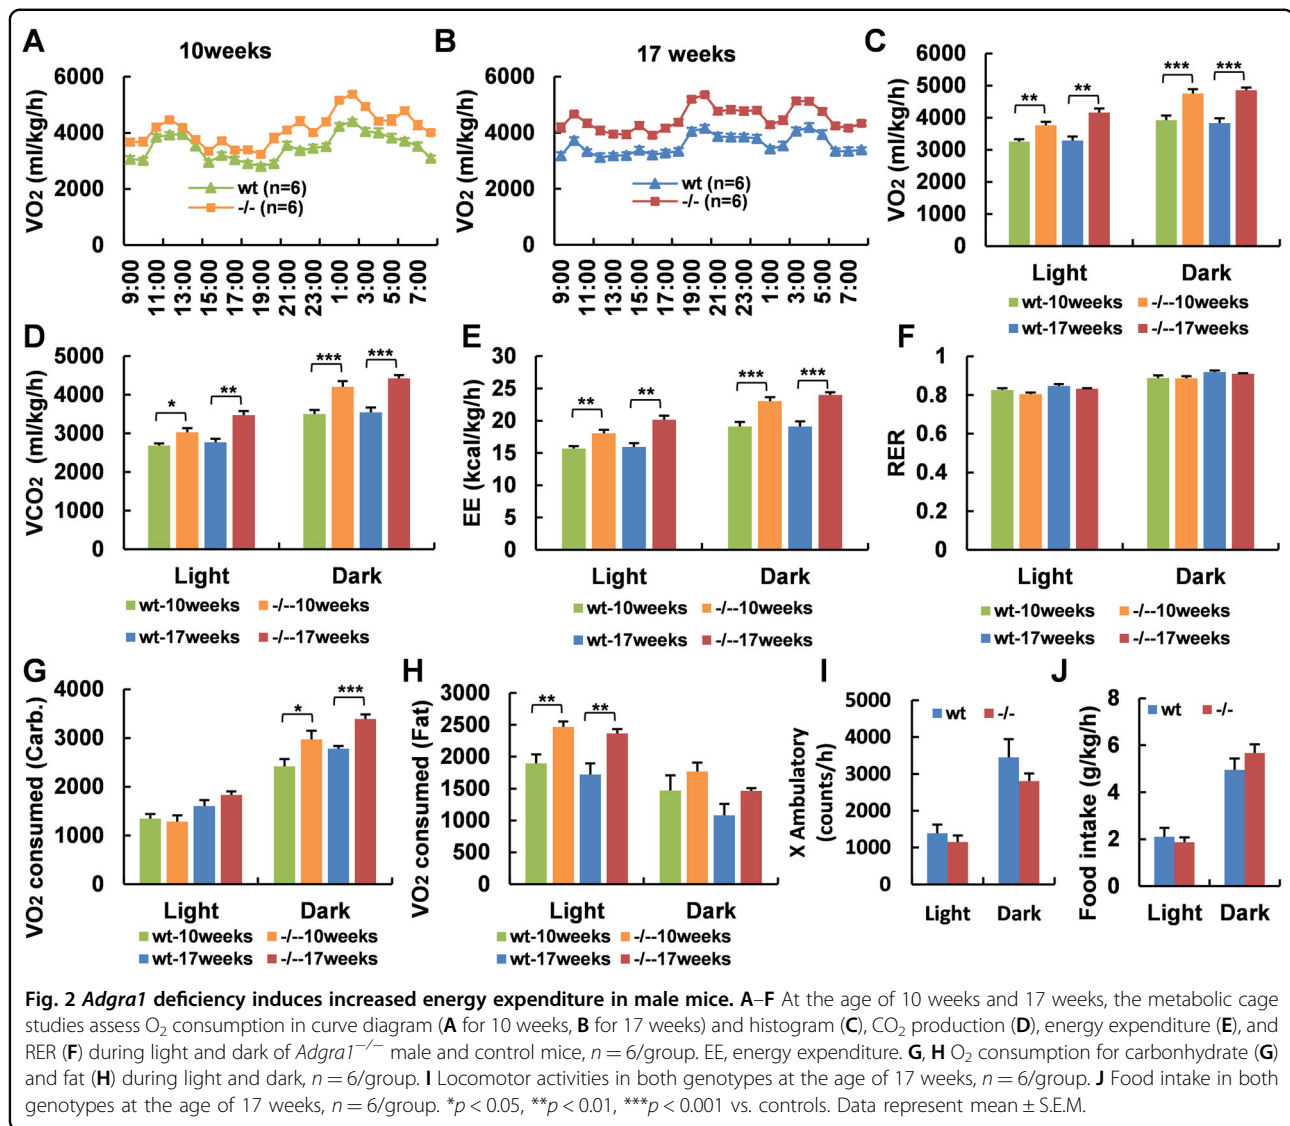 A
10weeks
VO2 (ml/kg/h)
6000
4000
2000
0
wt (n=6)
-/- (n=6)
9:00
11:00
13:00
15:00
17:00
19:00
21:00
23:00
1:00
3:00
5:00
7:00
B
17 weeks
VO2 (ml/kg/h)
6000
4000
2000
0
wt (n=6)
-/- (n=6)
9:00
11:00
13:00
15:00
17:00
19:00
21:00
23:00
1:00
3:00
5:00
7:00
C
VO2 (ml/kg/h)
6000
5000
4000
3000
2000
1000
0
** ** *** ***
Light Dark
wt-10weeks -/--10weeks
wt-17weeks -/--17weeks
D
VCO2 (ml/kg/h)
5000
4000
3000
2000
1000
0
* ** *** ***
Light Dark
wt-10weeks -/--10weeks
wt-17weeks -/--17weeks
E
EE (kcal/kg/h)
30
25
20
15
10
5
0
** ** *** ***
Light Dark
wt-10weeks -/--10weeks
wt-17weeks -/--17weeks
F
RER
1
0.8
0.6
0.4
0.2
0
Light Dark
wt-10weeks -/--10weeks
wt-17weeks -/--17weeks
G
VO2 consumed (Carb.)
4000
3000
2000
1000
0
* ***
Light Dark
wt-10weeks -/--10weeks
wt-17weeks -/--17weeks
H
VO2 consumed (Fat)
3000
2500
2000
1500
1000
500
0
** **
Light Dark
wt-10weeks -/--10weeks
wt-17weeks -/--17weeks
I
X Ambulatory
(counts/h)
5000
4000
3000
2000
1000
0
wt -/-
Light Dark
J
Food intake (g/kg/h)
8
6
4
2
0
wt -/-
Light Dark
Fig. 2 Adgra1 deficiency induces increased energy expenditure in male mice. A–F At the age of 10 weeks and 17 weeks, the metabolic cage
studies assess O2 consumption in curve diagram (A for 10 weeks, B for 17 weeks) and histogram (C), CO2 production (D), energy expenditure (E), and
RER (F) during light and dark of Adgra1−/− male and control mice, n = 6/group. EE, energy expenditure. G, H O2 consumption for carbonhydrate (G)
and fat (H) during light and dark, n = 6/group. I Locomotor activities in both genotypes at the age of 17 weeks, n = 6/group. J Food intake in both
genotypes at the age of 17 weeks, n = 6/group. *p < 0.05, **p < 0.01, ***p < 0.001 vs. controls. Data represent mean ± S.E.M.